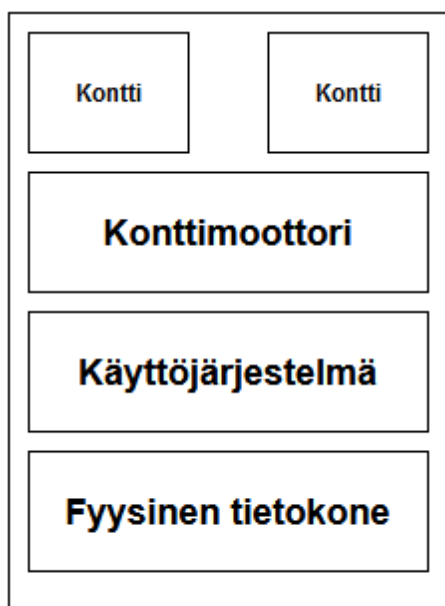 Kontti
Kontti
Konttimoottori
Käyttöjärjestelmä
Fyysinen tietokone